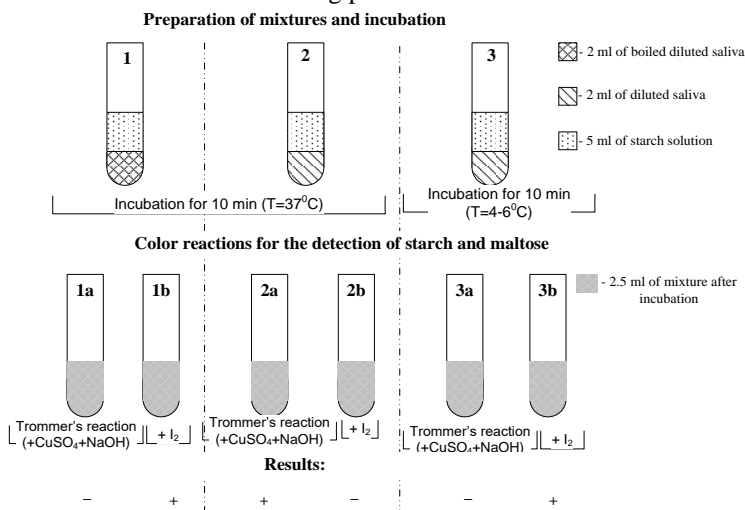 Preparation of mixtures and incubation
1
2
3
- 2 ml of boiled diluted saliva
- 2 ml of diluted saliva
- 5 ml of starch solution
Incubation for 10 min (T=37⁰C)
Incubation for 10 min
(T=4-6⁰C)
Color reactions for the detection of starch and maltose
1a
1b
2a
2b
3a
3b
- 2.5 ml of mixture after
incubation
Trommer's reaction
(+CuSO₄+NaOH)
+ I₂
Trommer's reaction
(+CuSO₄+NaOH)
+ I₂
Trommer's reaction
(+CuSO₄+NaOH)
+ I₂
Results:
– + + – – +